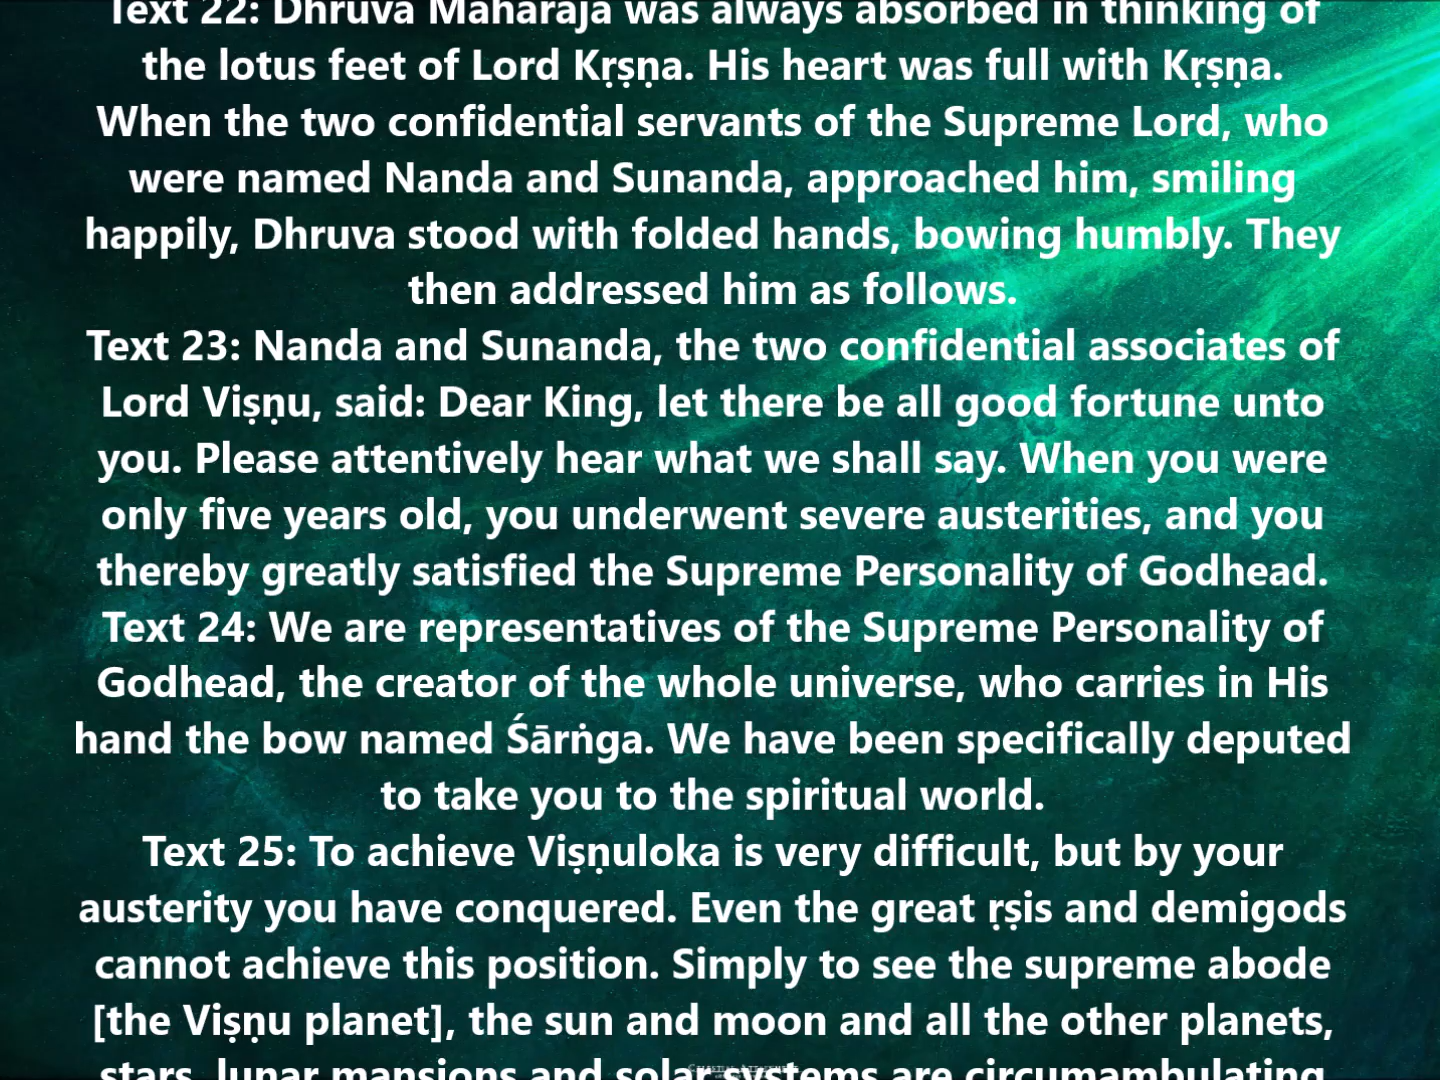 Text 22: Dhruva Mahārāja was always absorbed in thinking of
the lotus feet of Lord Kṛṣṇa. His heart was full with Kṛṣṇa.
When the two confidential servants of the Supreme Lord, who
were named Nanda and Sunanda, approached him, smiling
happily, Dhruva stood with folded hands, bowing humbly. They
then addressed him as follows.
Text 23: Nanda and Sunanda, the two confidential associates of
Lord Viṣṇu, said: Dear King, let there be all good fortune unto
you. Please attentively hear what we shall say. When you were
only five years old, you underwent severe austerities, and you
thereby greatly satisfied the Supreme Personality of Godhead.
Text 24: We are representatives of the Supreme Personality of
Godhead, the creator of the whole universe, who carries in His
hand the bow named Śārṅga. We have been specifically deputed
to take you to the spiritual world.
Text 25: To achieve Viṣṇuloka is very difficult, but by your
austerity you have conquered. Even the great ṛṣis and demigods
cannot achieve this position. Simply to see the supreme abode
[the Viṣṇu planet], the sun and moon and all the other planets,
stars, lunar mansions and solar systems are circumambulating